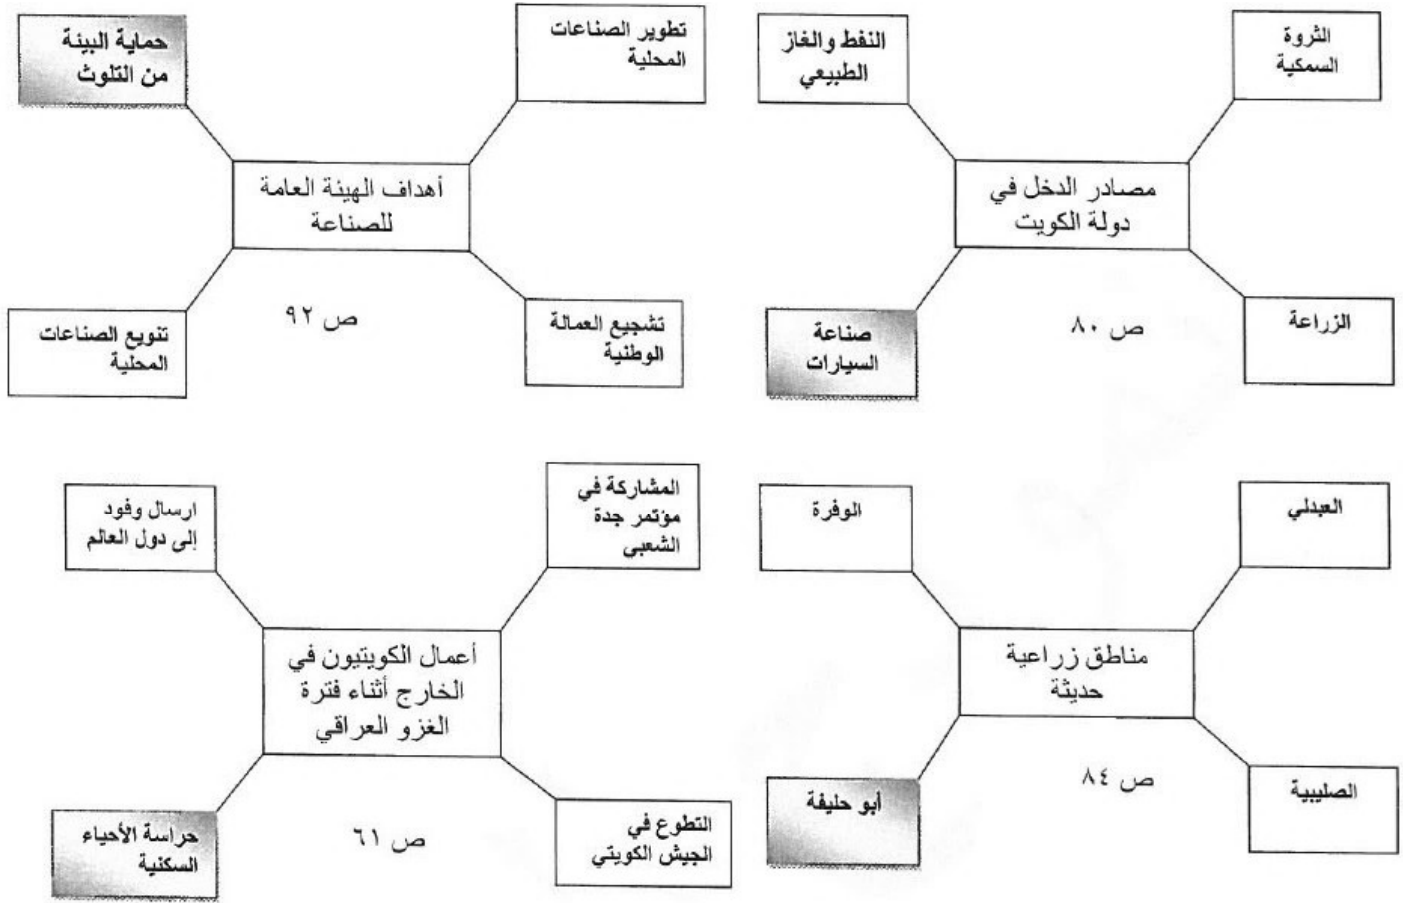 الثروة
السمكية
النفط والغاز
الطبيعي
مصادر الدخل في
دولة الكويت
الزراعة
صناعة
السيارات
ص ٨٠
تطوير الصناعات
المحلية
حماية البيئة
من التلوث
أهداف الهيئة العامة
للصناعة
تشجيع العمالة
الوطنية
تنويع الصناعات
المحلية
ص ٩٢
العبدلي
الوفرة
مناطق زراعية
حديثة
الصليبية
أبو حليفة
ص ٨٤
المشاركة في
مؤتمر جدة
الشعبي
ارسال وفود
إلى دول العالم
أعمال الكويتيون في
الخارج أثناء فترة
الغزو العراقي
التطوع في
الجيش الكويتي
حراسة الأحياء
السكنية
ص ٦١